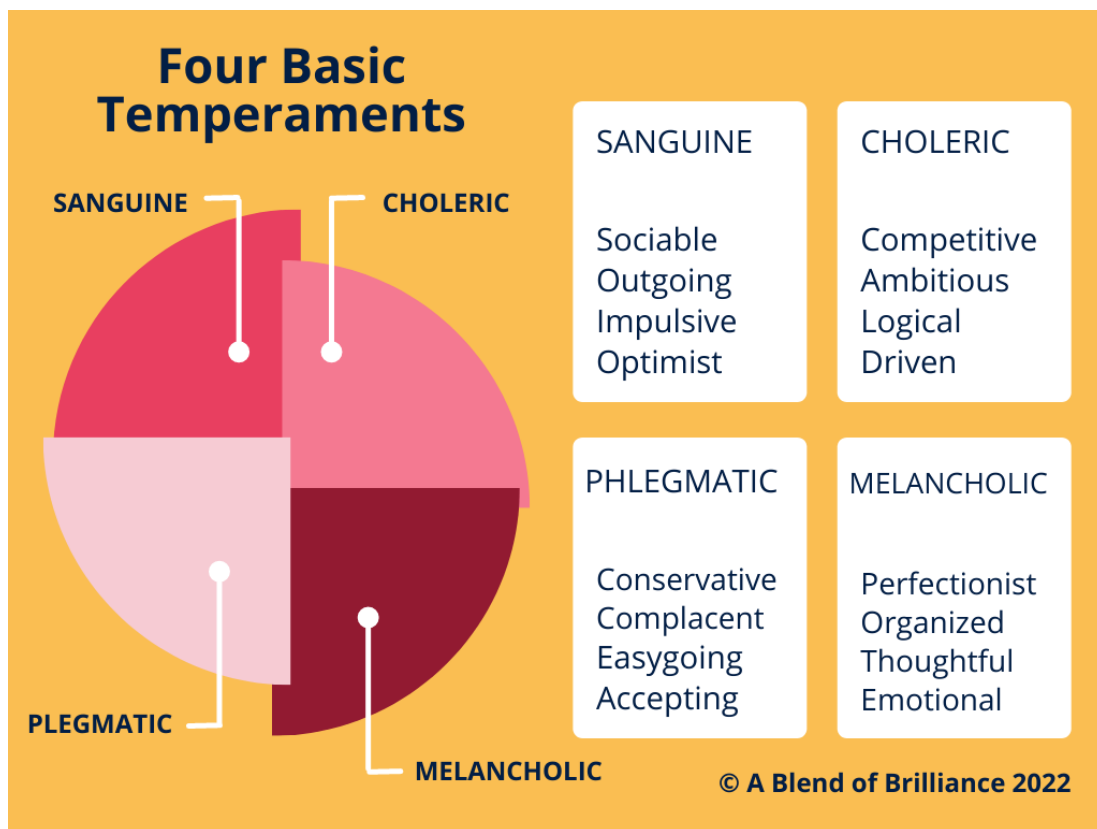 Four Basic
Temperaments
SANGUINE
CHOLERIC
PLEGMATIC
MELANCHOLIC
SANGUINE
Sociable
Outgoing
Impulsive
Optimist
CHOLERIC
Competitive
Ambitious
Logical
Driven
PHLEGMATIC
Conservative
Complacent
Easygoing
Accepting
MELANCHOLIC
Perfectionist
Organized
Thoughtful
Emotional
© A Blend of Brilliance 2022